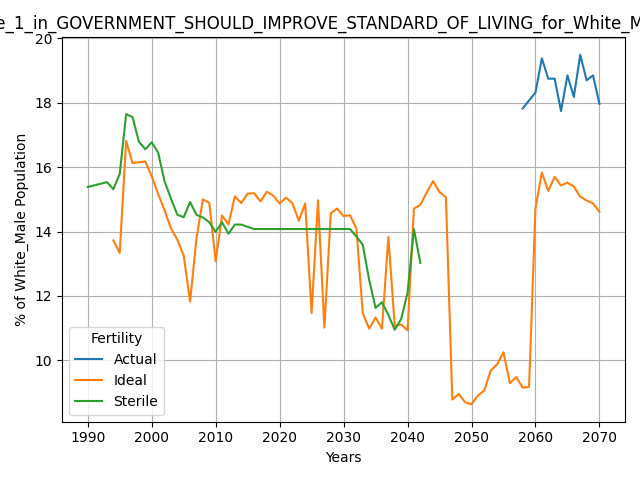 e_1_in_GOVERNMENT_SHOULD_IMPROVE_STANDARD_OF_LIVING_for_White_M
% of White_Male Population
20
18
16
14
12
10
Fertility
Actual
Ideal
Sterile
1990 2000 2010 2020 2030 2040 2050 2060 2070
Years